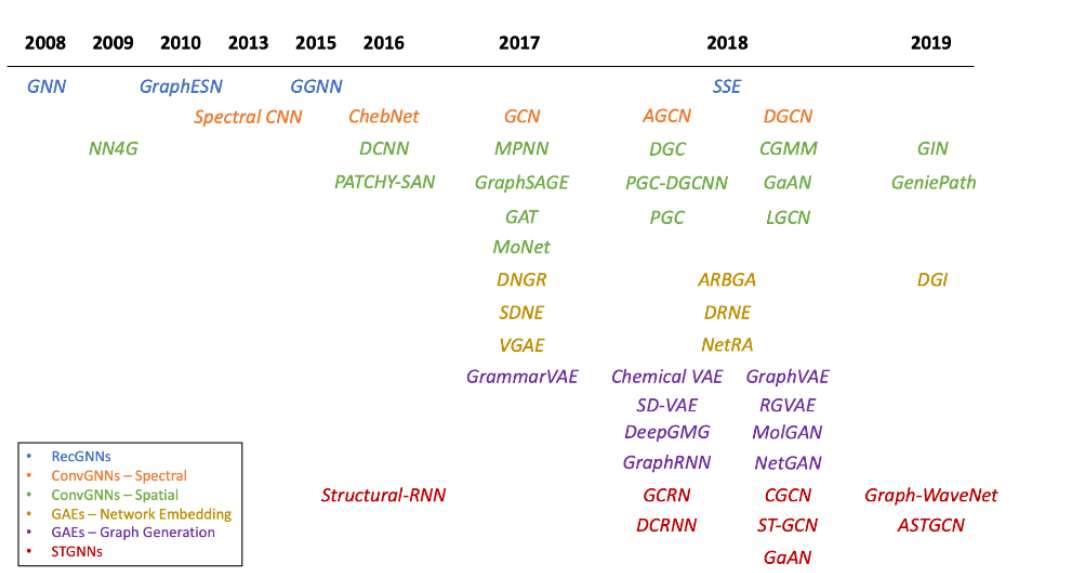 2008 2009 2010 2013 2015 2016 2017 2018 2019
GNN GraphESN GGNN SSE
Spectral CNN ChebNet GCN AGCN DGCN
NN4G DCNN MPNN DGC CGMM GIN
PATCHY-SAN GraphSAGE PGC-DGCNN GaAN GeniePath
GAT PGC LGCN
MoNet
DNGR ARBGA DGI
SDNE DRNE
VGAE NetRA
GrammarVAE Chemical VAE GraphVAE
SD-VAE RGVAE
DeepGMG MolGAN
GraphRNN NetGAN
Structural-RNN GCRN CGCN Graph-WaveNet
DCRNN ST-GCN ASTGCN
GaAN
• RecGNNs
• ConvGNNs – Spectral
• ConvGNNs – Spatial
• GAEs – Network Embedding
• GAEs – Graph Generation
• STGNNs